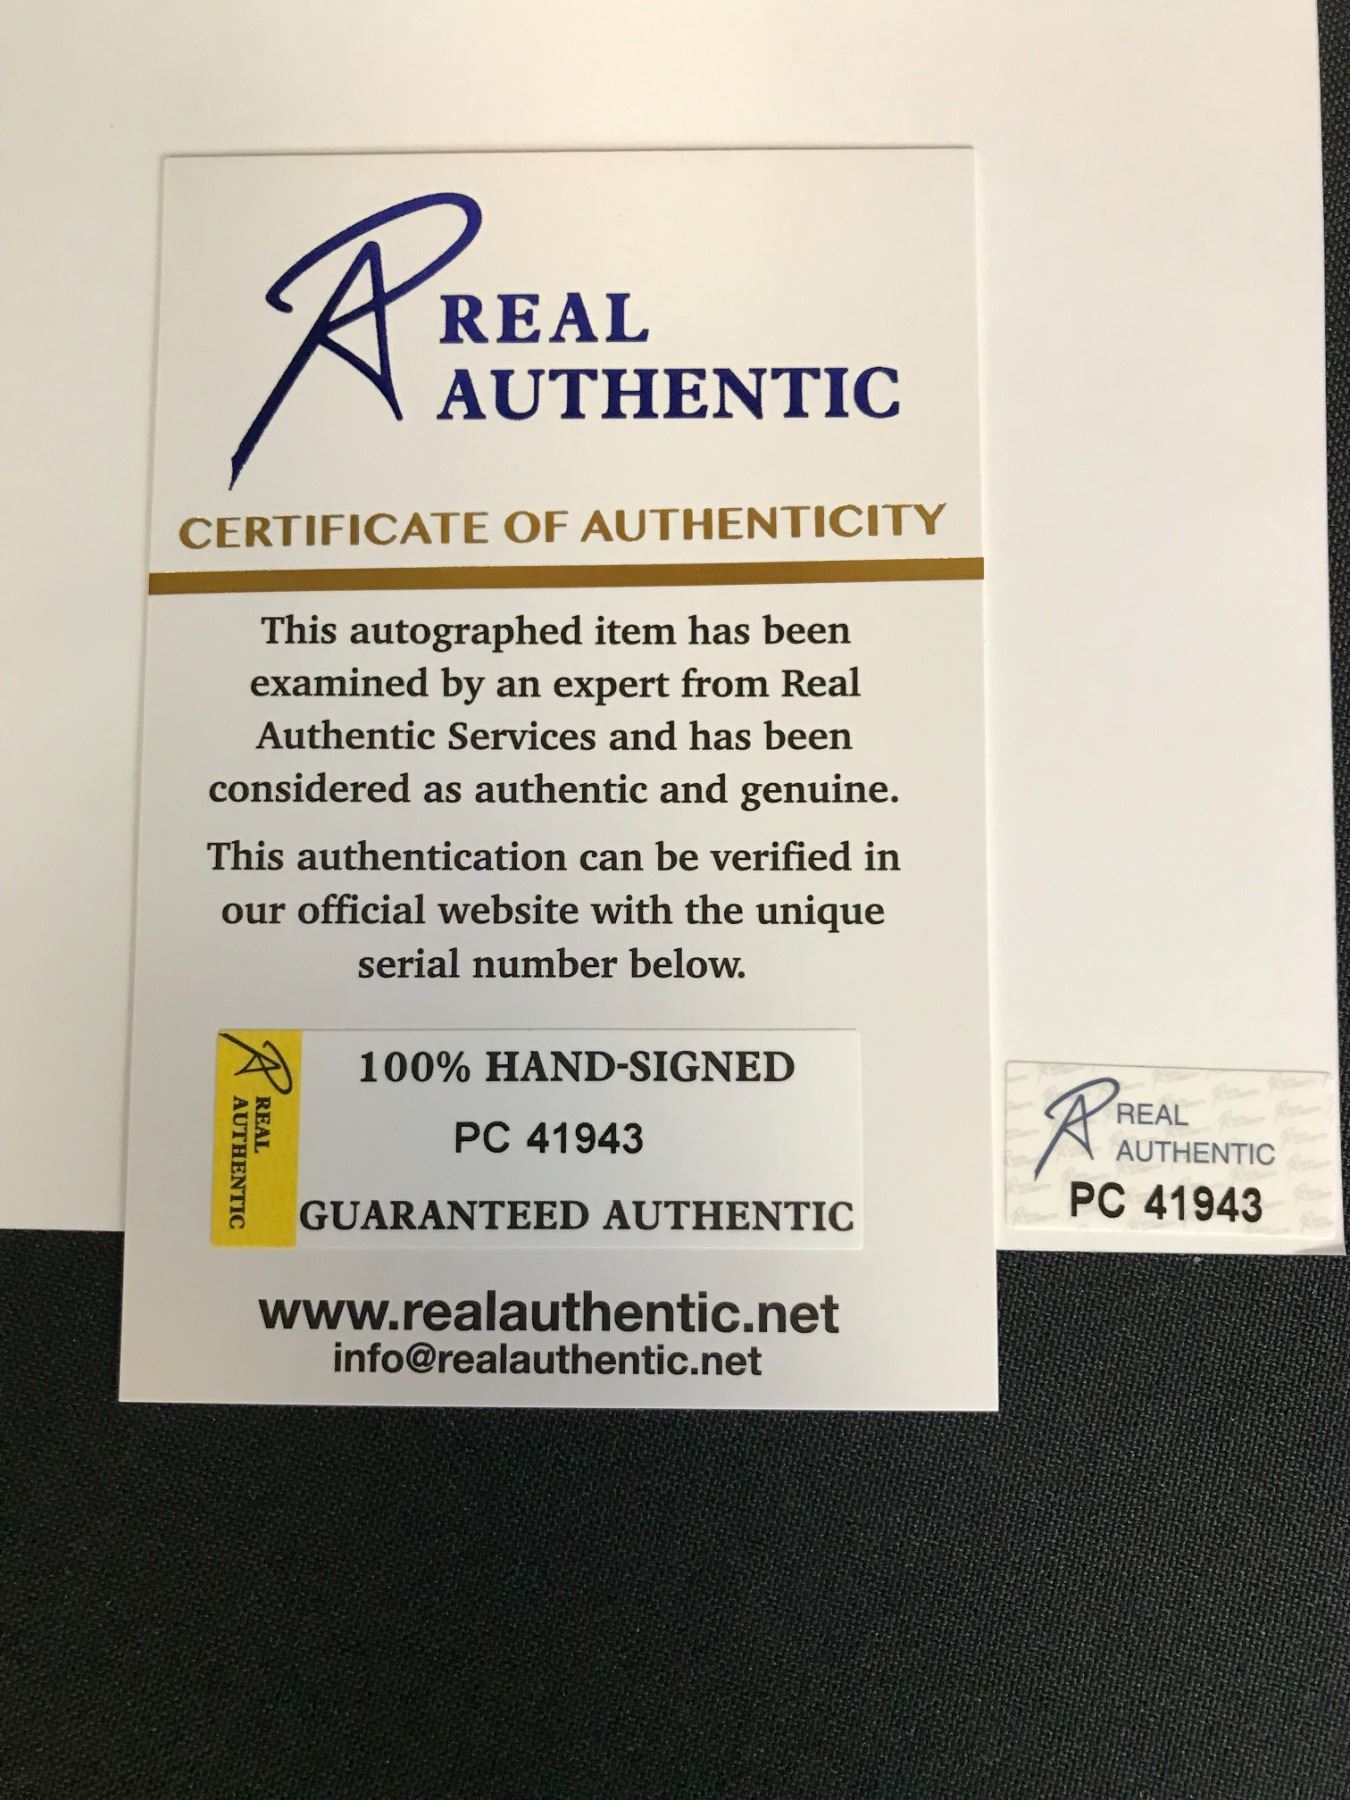 REAL
AUTHENTIC
CERTIFICATE OF AUTHENTICITY
This autographed item has been
examined by an expert from Real
Authentic Services and has been
considered as authentic and genuine.
This authentication can be verified in
our official website with the unique
serial number below.
REAL
AUTHENTIC
100% HAND-SIGNED
PC 41943
GUARANTEED AUTHENTIC
www.realauthentic.net
info@realauthentic.net
REAL
AUTHENTIC
PC 41943